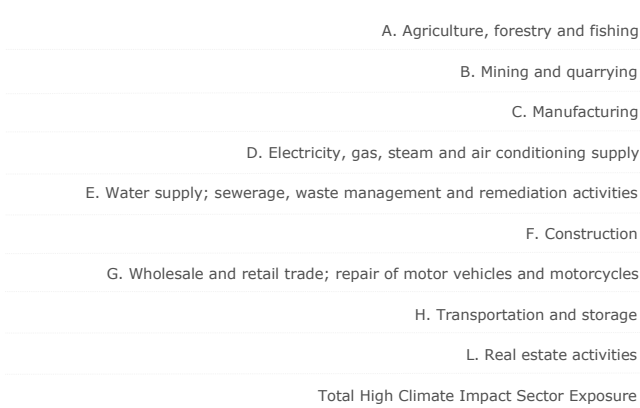 A. Agriculture, forestry and fishing
B. Mining and quarrying
C. Manufacturing
D. Electricity, gas, steam and air conditioning supply
E. Water supply; sewerage, waste management and remediation activities
F. Construction
G. Wholesale and retail trade; repair of motor vehicles and motorcycles
H. Transportation and storage
L. Real estate activities
Total High Climate Impact Sector Exposure